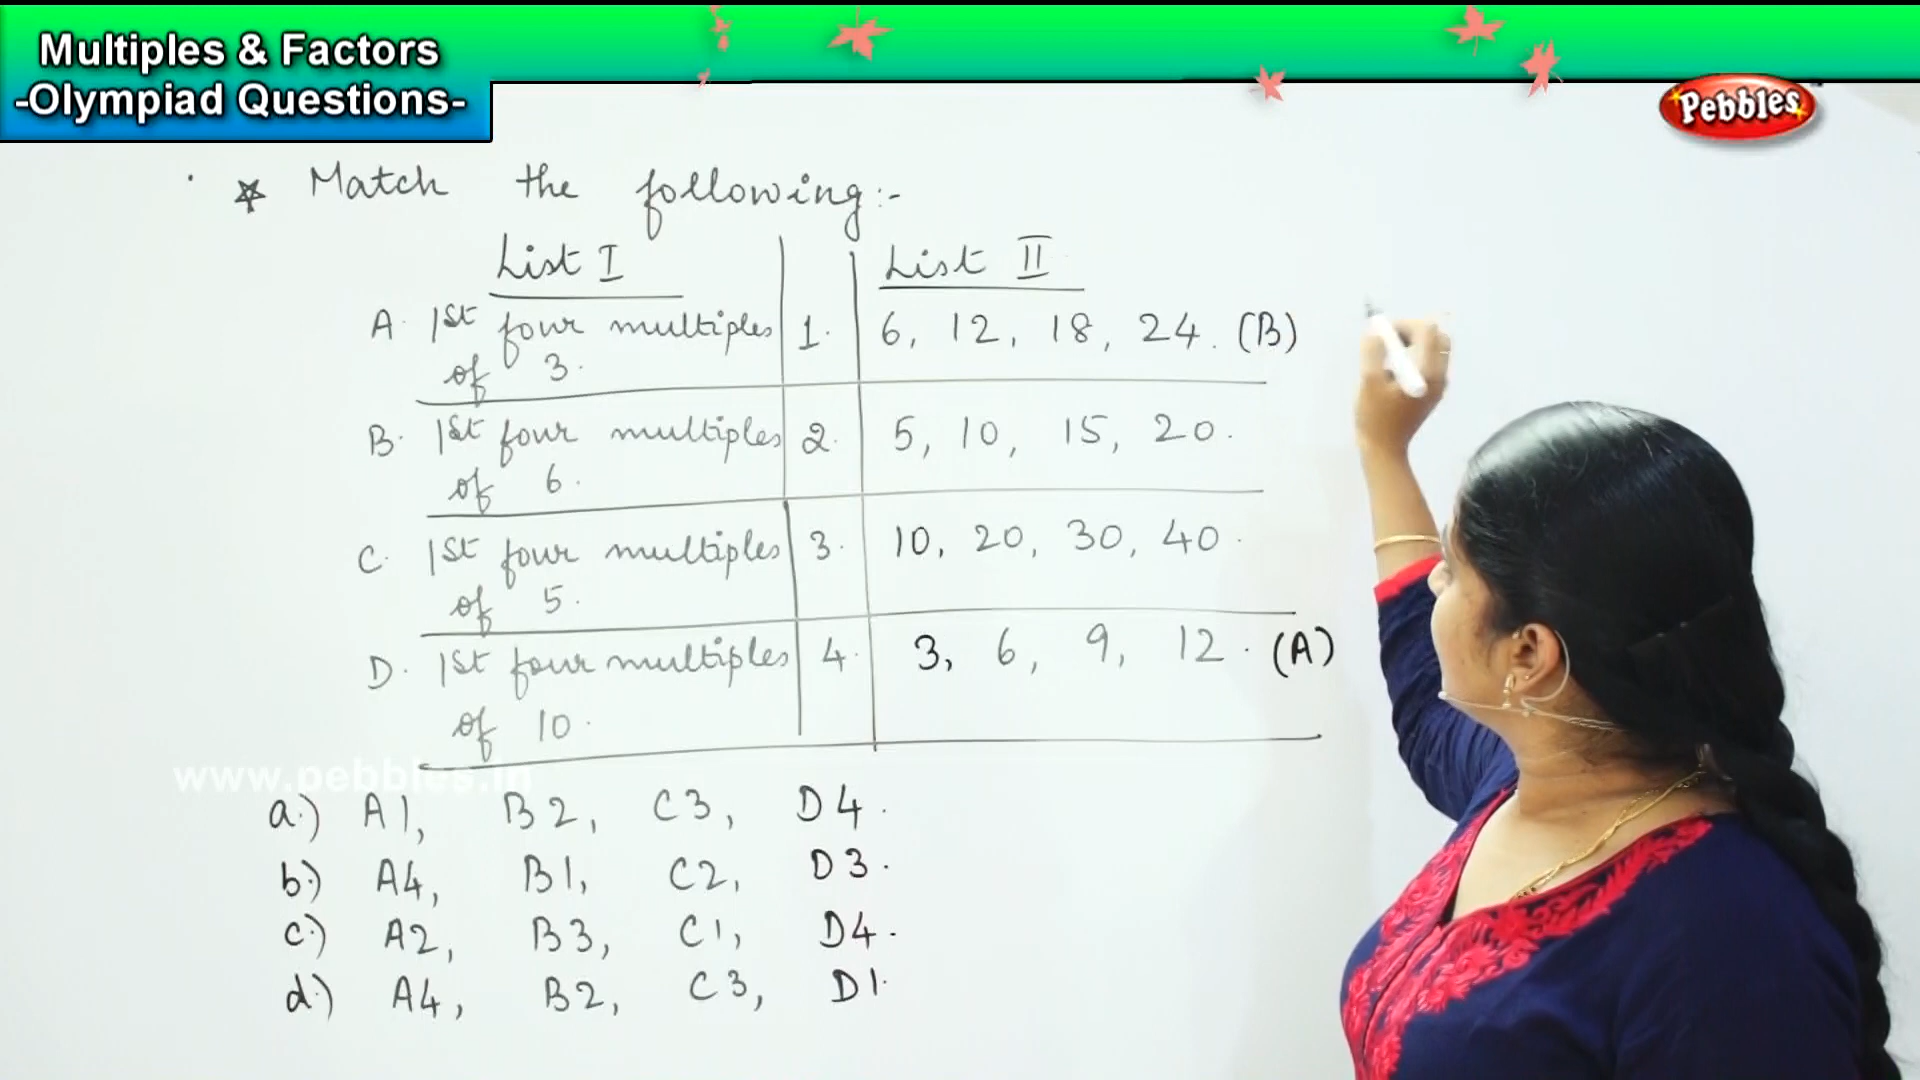 Multiples & Factors
-Olympiad Questions-
Pebbles
★ Match the following:-
List I List II
A. 1st four multiples of 3. 1. 6, 12, 18, 24. (B)
B. 1st four multiples of 6. 2. 5, 10, 15, 20.
C. 1st four multiples of 5. 3. 10, 20, 30, 40.
D. 1st four multiples of 10. 4. 3, 6, 9, 12. (A)
www.pebbles.in
a.) A1, B2, C3, D4.
b.) A4, B1, C2, D3.
c.) A2, B3, C1, D4.
d.) A4, B2, C3, D1.